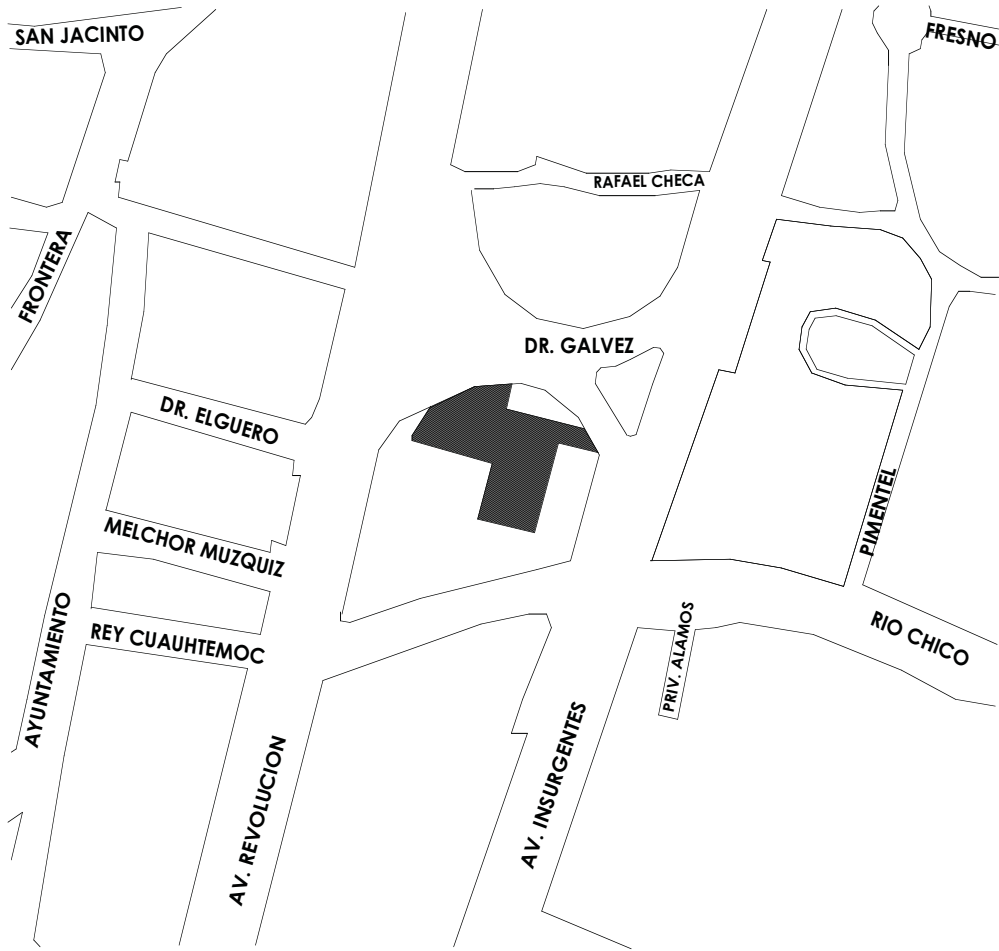 SAN JACINTO
FRESNO
RAFAEL CHECA
FRONTERA
DR. GALVEZ
DR. ELGUERO
PIMENTEL
MELCHOR MUZQUIZ
AYUNTAMIENTO
REY CUAUHTEMOC
PRIV. ALAMOS
RIO CHICO
AV. REVOLUCION
AV. INSURGENTES